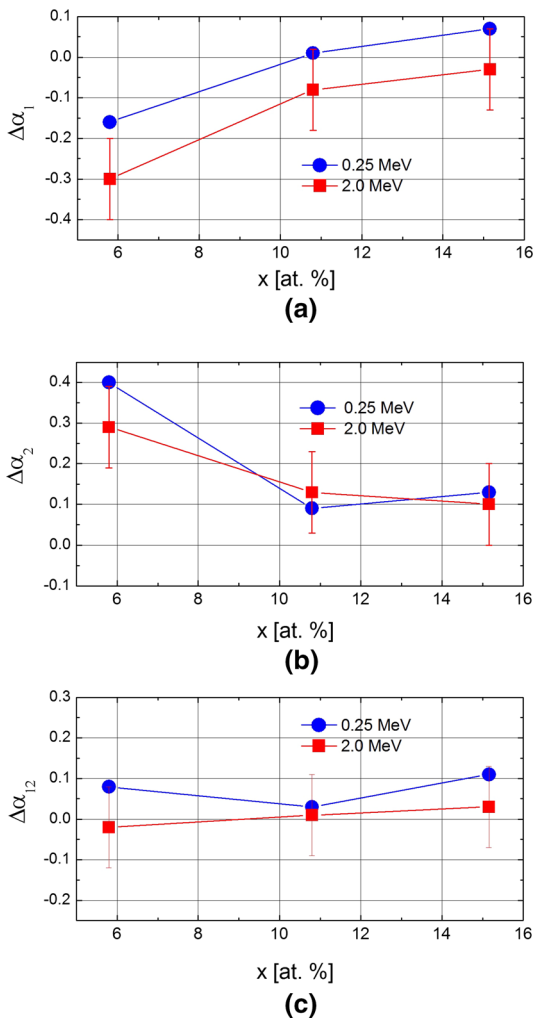 0.1
0.0
-0.1
-0.2
-0.3
-0.4
Δα1
0.25 MeV
2.0 MeV
6 8 10 12 14 16
x [at. %]
(a)
0.4
0.3
0.2
0.1
0.0
-0.1
Δα2
0.25 MeV
2.0 MeV
6 8 10 12 14 16
x [at. %]
(b)
0.3
0.2
0.1
0.0
-0.1
-0.2
Δα12
0.25 MeV
2.0 MeV
6 8 10 12 14 16
x [at. %]
(c)